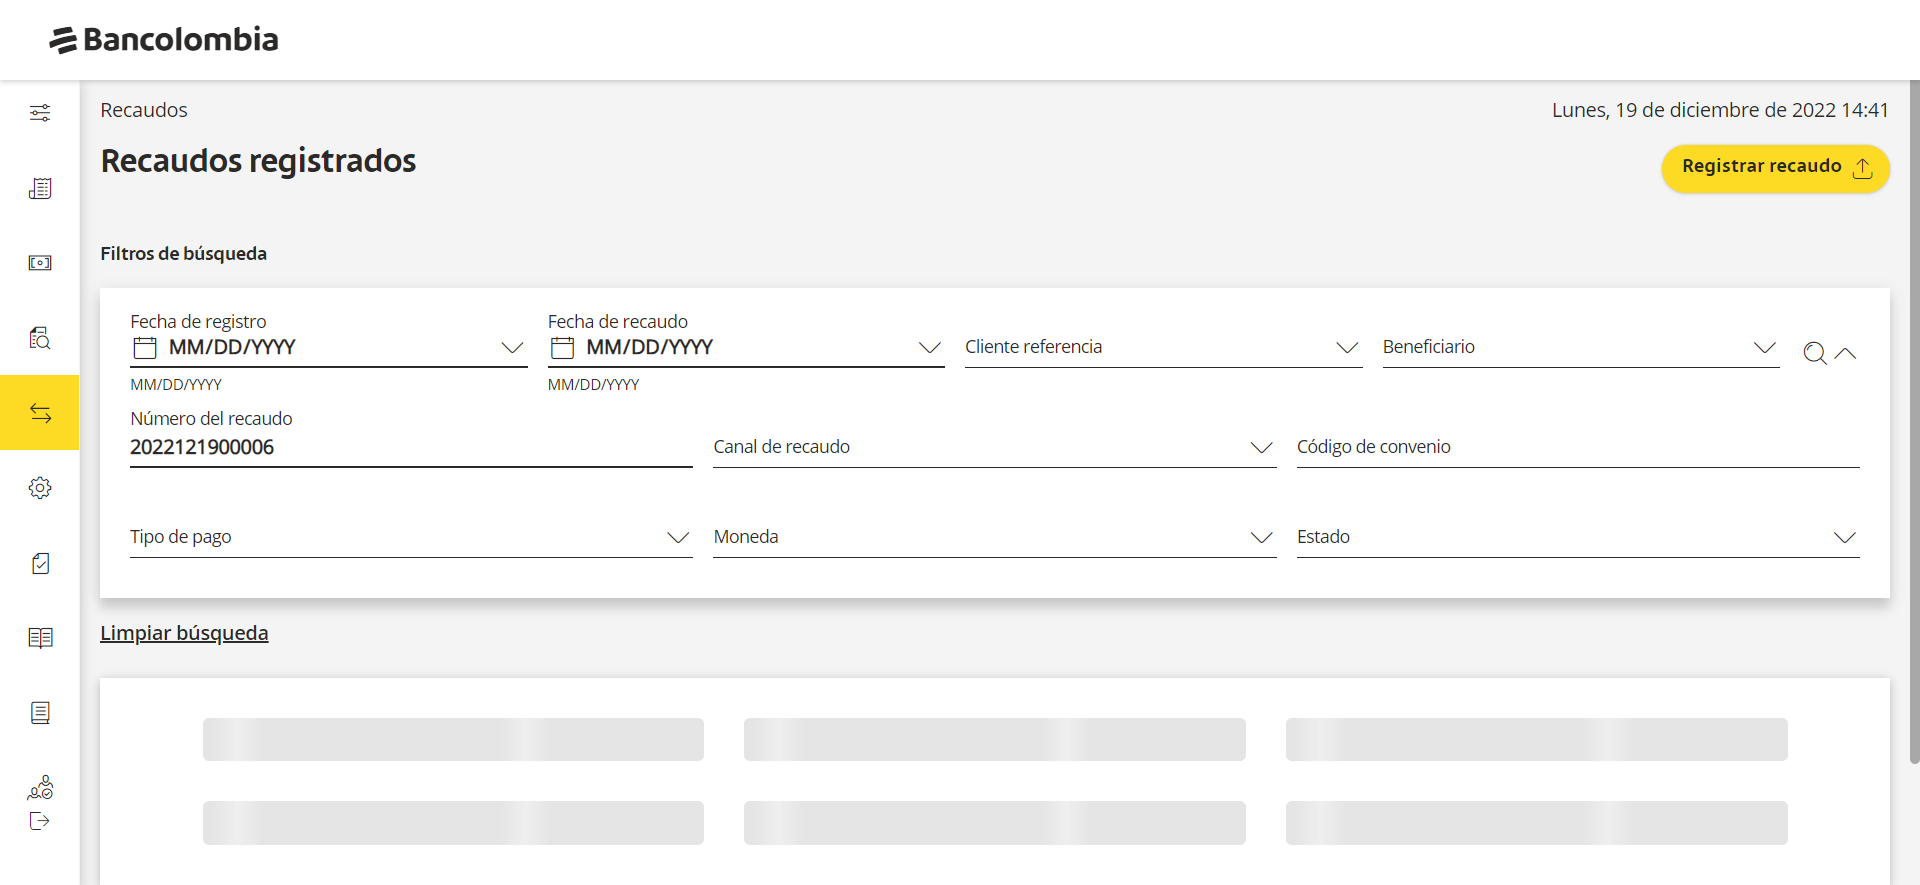 Bancolombia
Recaudos
Lunes, 19 de diciembre de 2022 14:41
Recaudos registrados
Registrar recaudo
Filtros de búsqueda
Fecha de registro
MM/DD/YYYY
MM/DD/YYYY
Fecha de recaudo
MM/DD/YYYY
MM/DD/YYYY
Cliente referencia
Beneficiario
Número del recaudo
2022121900006
Canal de recaudo
Código de convenio
Tipo de pago
Moneda
Estado
Limpiar búsqueda